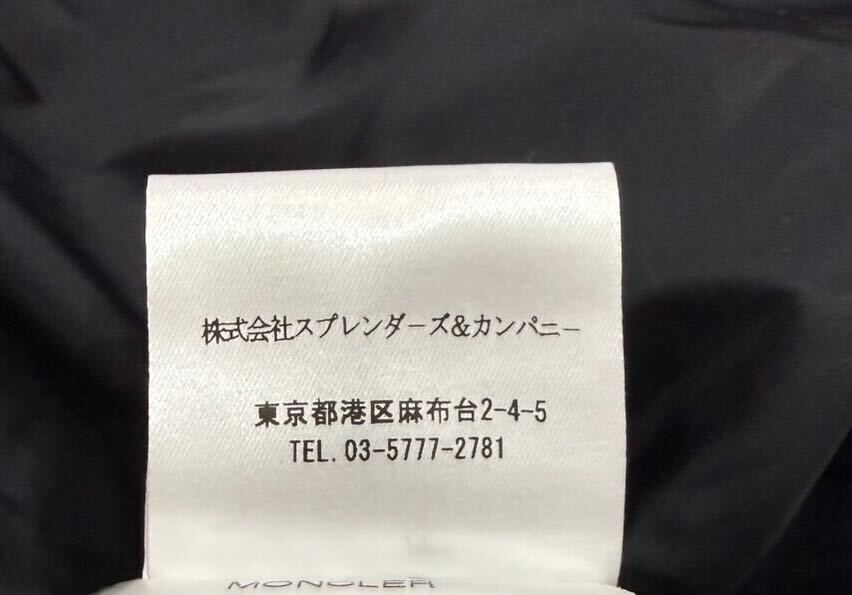 株式会社スプレンダーズ&カンパニー
東京都港区麻布台2-4-5
TEL. 03-5777-2781
MONCLER